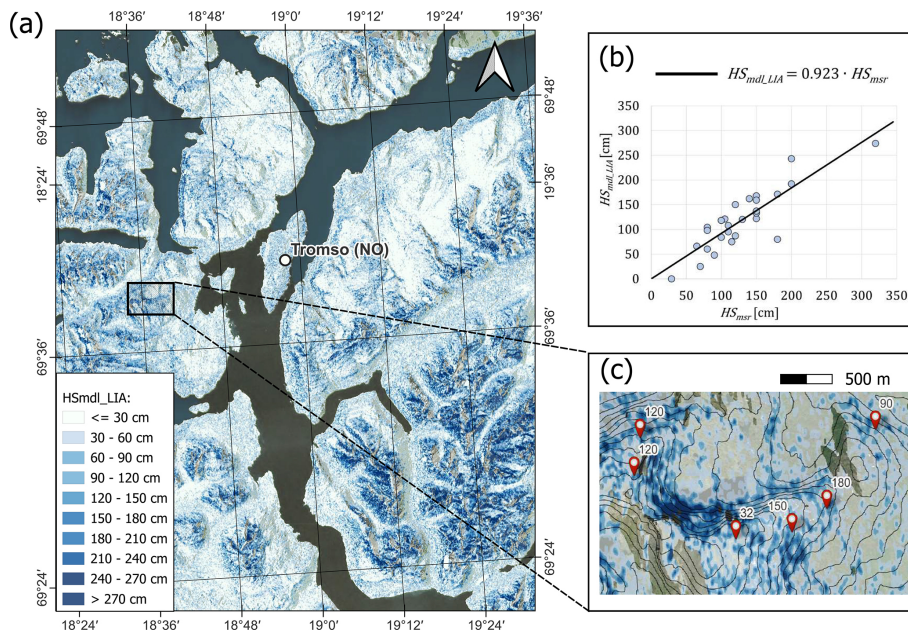 (a)
18°36′ 18°48′ 19°0′ 19°12′ 19°24′ 19°36′
69°48′
18°24′
69°36′
69°24′
69°48′
19°36′
69°36′
69°24′
Tromso (NO)
HSmdl_LIA:
<= 30 cm
30 - 60 cm
60 - 90 cm
90 - 120 cm
120 - 150 cm
150 - 180 cm
180 - 210 cm
210 - 240 cm
240 - 270 cm
> 270 cm
18°24′ 18°36′ 18°48′ 19°0′ 19°12′ 19°24′
(b)
HSmdl_LIA = 0.923 · HSmsr
HSmdl_LIA [cm]
350
300
250
200
150
100
50
0
0 50 100 150 200 250 300 350
HSmsr [cm]
(c)
500 m
120
90
120
180
150
32